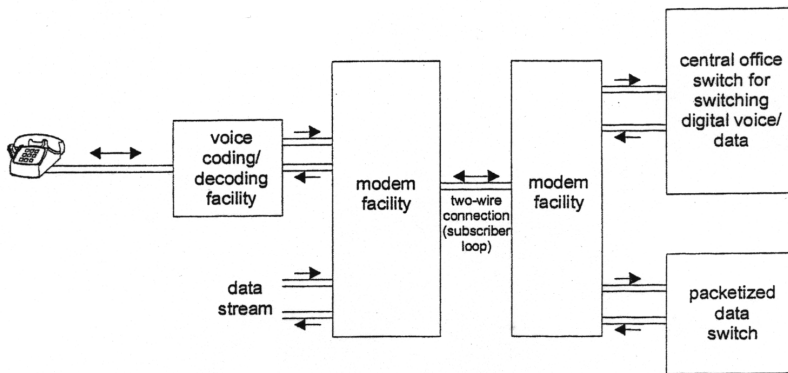 voice
coding/
decoding
facility
data
stream
modem
facility
two-wire
connection
(subscriber
loop)
modem
facility
central office
switch for
switching
digital voice/
data
packetized
data
switch